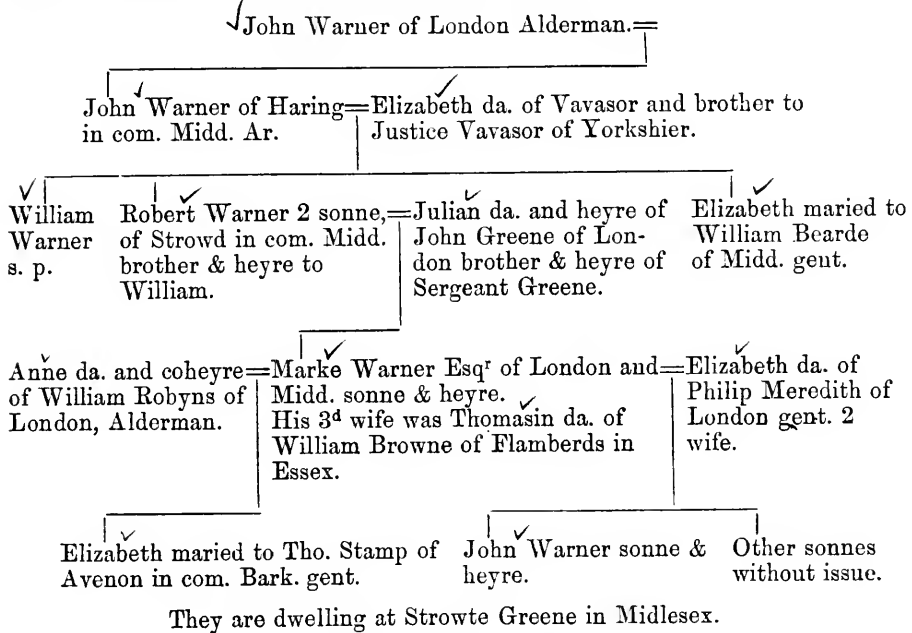 John Warner of London Alderman.=
John Warner of Haring=Elizabeth da. of Vavasor and brother to
in com. Midd. Ar. Justice Vavasor of Yorkshier.
William
Warner
s. p.
Robert Warner 2 sonne,=Julian da. and heyre of
of Strowd in com. Midd. John Greene of Lon-
brother & heyre to don brother & heyre of
William. Sergeant Greene.
Elizabeth maried to
William Bearde
of Midd. gent.
Anne da. and coheyre=Marke Warner Esqʳ of London and=Elizabeth da. of
of William Robyns of
London, Alderman.
Midd. sonne & heyre.
His 3ᵈ wife was Thomasin da. of
William Browne of Flamberds in
Essex.
Philip Meredith of
London gent. 2
wife.
Elizabeth maried to Tho. Stamp of
Avenon in com. Bark. gent.
John Warner sonne &
heyre.
Other sonnes
without issue.
They are dwelling at Strowte Greene in Midlesex.